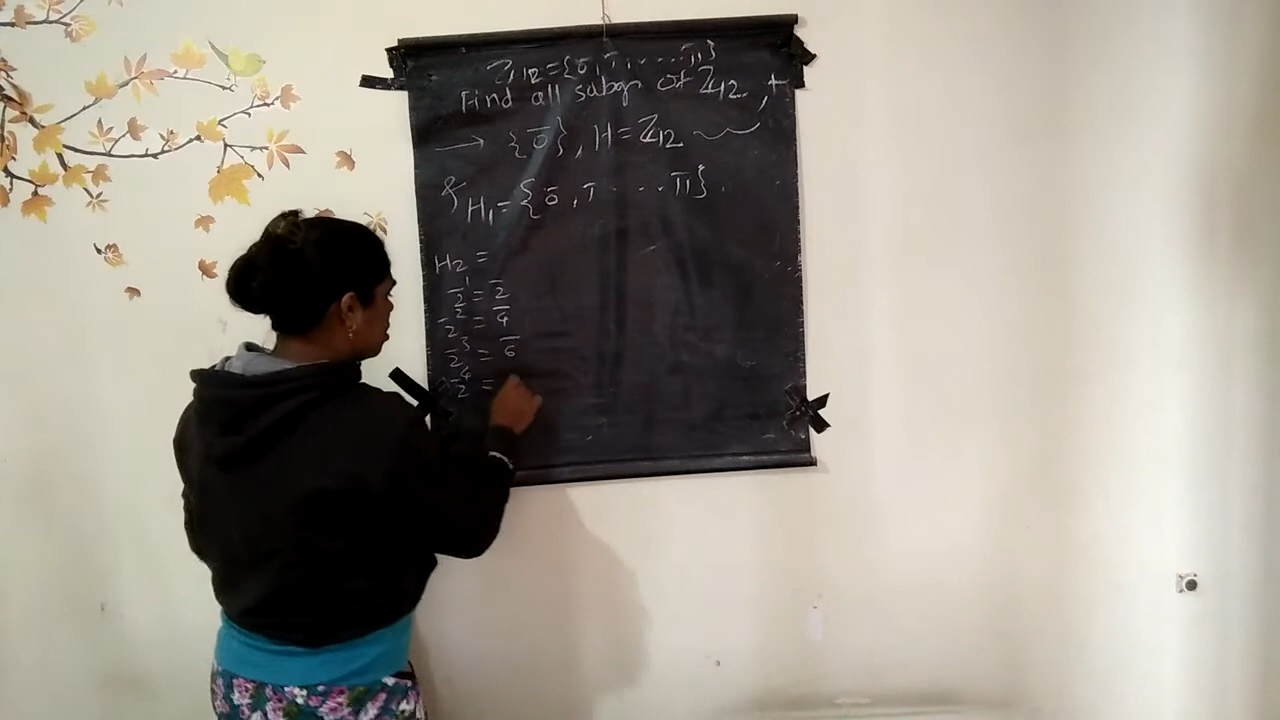 ℤ₁₂ = {0̄, 1̄, ..... 1̄1̄}
Find all subgr of ℤ₁₂, +
→ {0̄}, H = ℤ₁₂
& H₁ = {0̄, 1̄ ..... 1̄1̄}.
H₂ =
2̄¹ = 2̄
2̄² = 4̄
2̄³ = 6̄
2̄⁴ =